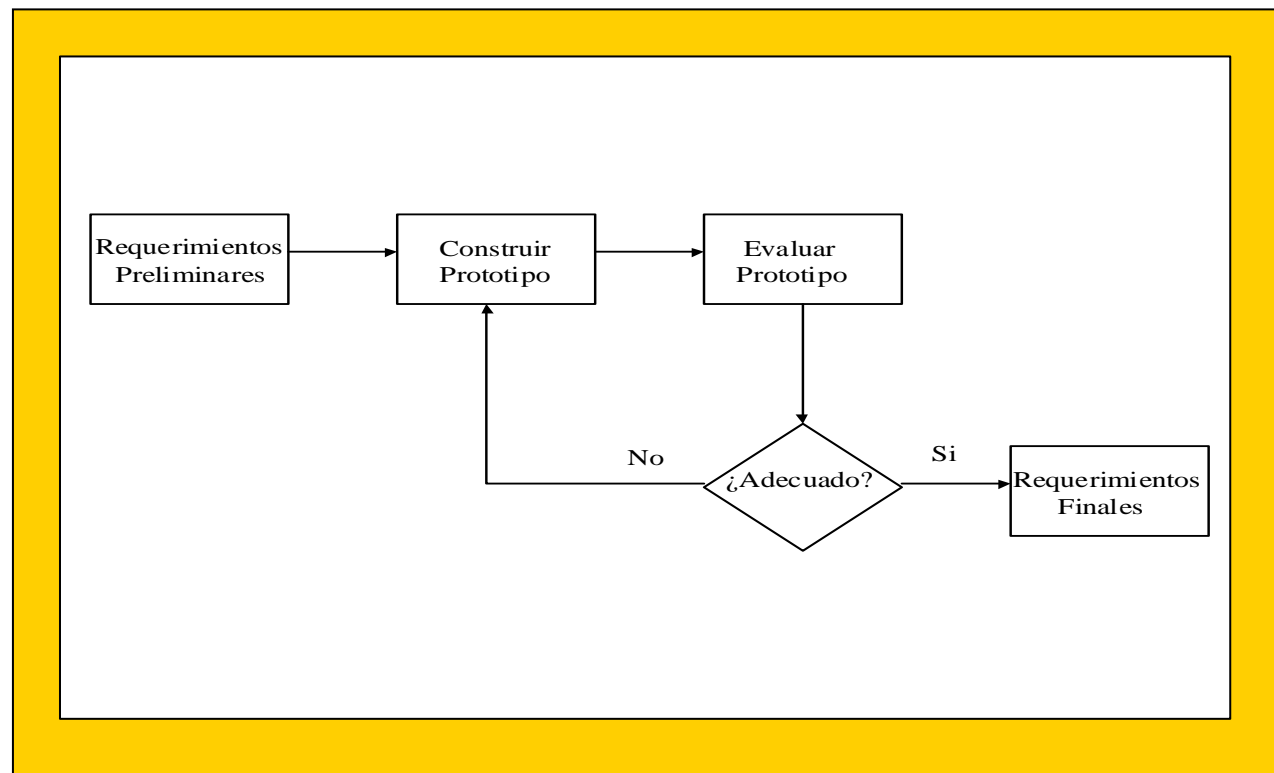 Requerimientos
Preliminares
Construir
Prototipo
Evaluar
Prototipo
No
¿Adecuado?
Si
Requerimientos
Finales